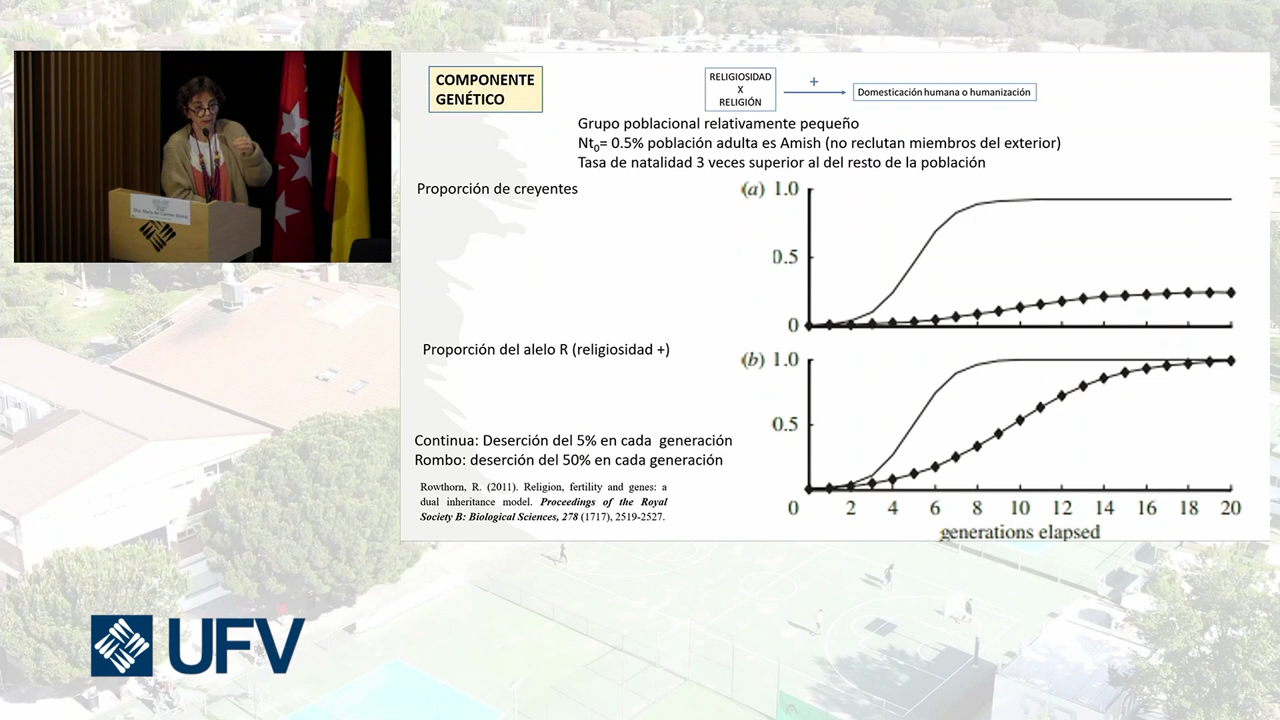 COMPONENTE
GENÉTICO
RELIGIOSIDAD
X
RELIGIÓN
+
Domesticación humana o humanización
Grupo poblacional relativamente pequeño
Nt₀= 0.5% población adulta es Amish (no reclutan miembros del exterior)
Tasa de natalidad 3 veces superior al del resto de la población
Proporción de creyentes
(a) 1.0
0.5
0
Proporción del alelo R (religiosidad +)
(b) 1.0
0.5
0 2 4 6 8 10 12 14 16 18 20
generations elapsed
Continua: Deserción del 5% en cada generación
Rombo: deserción del 50% en cada generación
Rowthorn, R. (2011). Religion, fertility and genes: a
dual inheritance model. Proceedings of the Royal
Society B: Biological Sciences, 278 (1717), 2519-2527.
UFV